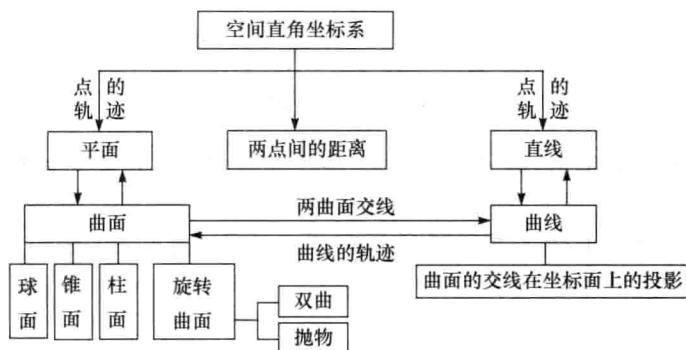 空间直角坐标系
点的
轨迹
点的
轨迹
平面
两点间的距离
直线
曲面
两曲面交线
曲线
曲线的轨迹
球面
锥面
柱面
旋转
曲面
双曲
抛物
曲面的交线在坐标面上的投影